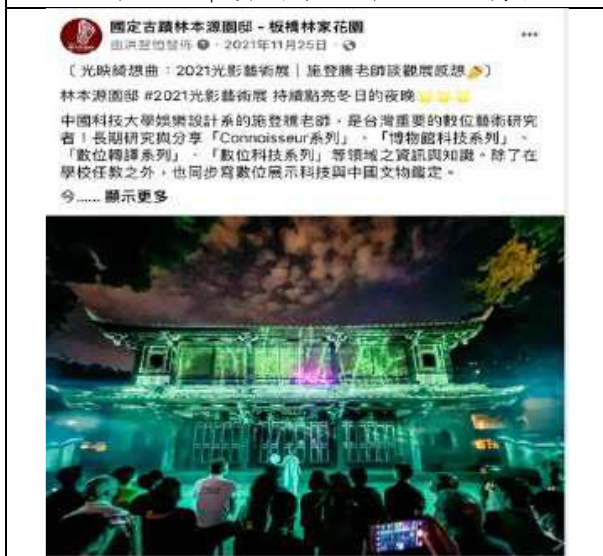 國定古蹟林本源園邸 - 板橋林家花園
2021年11月25日
〔 光映綺想曲：2021光影藝術展｜施登騰老師談觀展感想 〕
林本源園邸 #2021光影藝術展 持續點亮冬日的夜晚
中國科技大學娛樂設計系的施登騰老師，是台灣重要的數位藝術研究
者！長期研究與分享「Connoisseur系列」、「博物館科技系列」、
「數位轉譯系列」、「數位科技系列」等領域之資訊與知識。除了在
學校任教之外，也同步寫數位展示科技與中國文物鑑定。
今...... 顯示更多